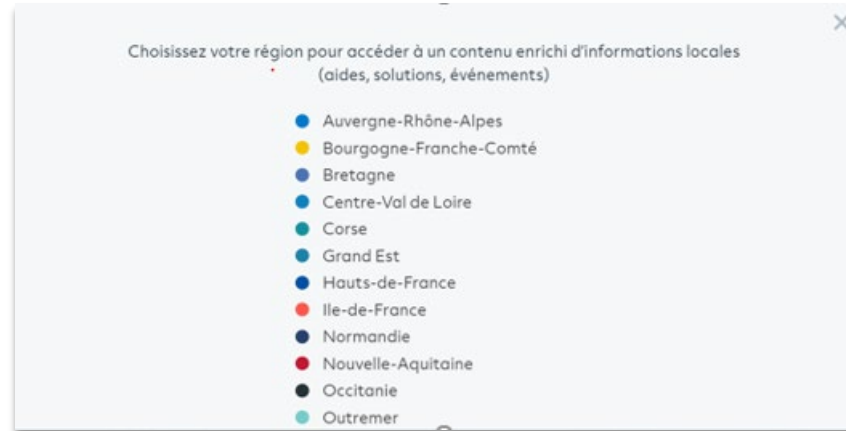 Choisissez votre région pour accéder à un contenu enrichi d'informations locales
(aides, solutions, événements)
Auvergne-Rhône-Alpes
Bourgogne-Franche-Comté
Bretagne
Centre-Val de Loire
Corse
Grand Est
Hauts-de-France
Ile-de-France
Normandie
Nouvelle-Aquitaine
Occitanie
Outremer